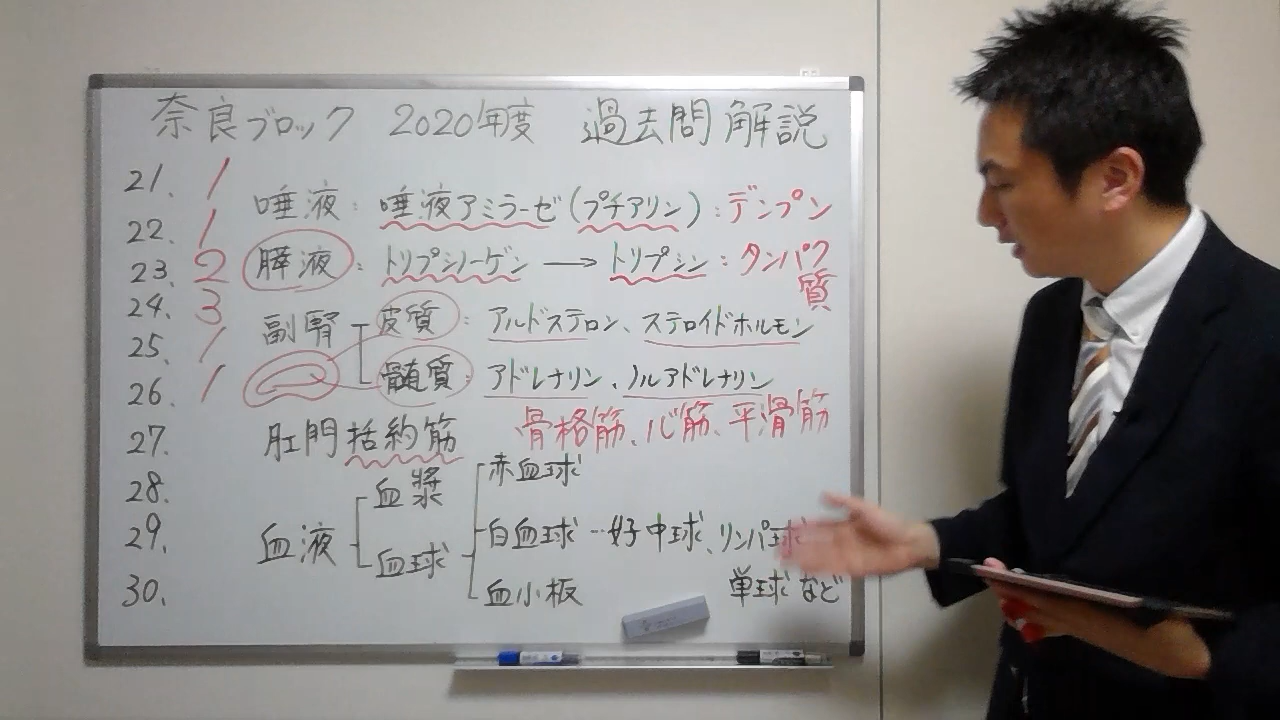 奈良ブロック 2020年度 過去問解説
21. 1
22. 1
23. 2
24. 3
25. 1
26. 1
27.
28.
29.
30.
唾液: 唾液アミラーゼ(プチアリン):デンプン
膵液: トリプシノーゲン → トリプシン: タンパク
質
副腎
皮質: アルドステロン、ステロイドホルモン
髄質: アドレナリン、ノルアドレナリン
骨格筋、心筋、平滑筋
肛門括約筋
血液
血漿
血球
赤血球
白血球…好中球、リンパ球
単球など
血小板